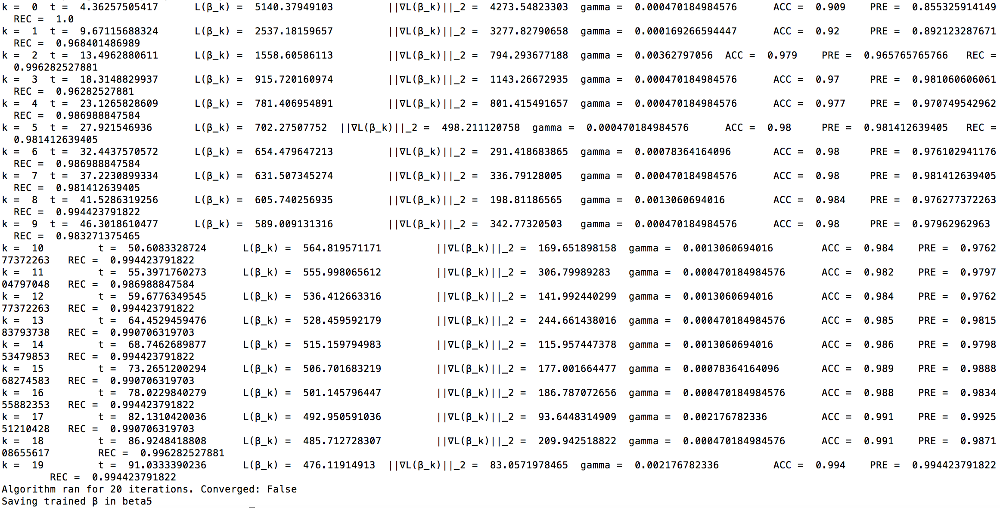 k =  0  t =  4.36257505417      L(β_k) =  5140.37949103         ||∇L(β_k)||_2 =  4273.54823303  gamma =  0.000470184984576      ACC =  0.909    PRE =  0.855325914149
  REC =  1.0
k =  1  t =  9.67115688324      L(β_k) =  2537.18159657         ||∇L(β_k)||_2 =  3277.82790658  gamma =  0.000169266594447      ACC =  0.92     PRE =  0.892123287671
  REC =  0.968401486989
k =  2  t =  13.4962880611      L(β_k) =  1558.60586113         ||∇L(β_k)||_2 =  794.293677188  gamma =  0.00362797056  ACC =  0.979    PRE =  0.965765765766   REC =
  0.996282527881
k =  3  t =  18.3148829937      L(β_k) =  915.720160974         ||∇L(β_k)||_2 =  1143.26672935  gamma =  0.000470184984576      ACC =  0.97     PRE =  0.981060606061
  REC =  0.96282527881
k =  4  t =  23.1265828609      L(β_k) =  781.406954891         ||∇L(β_k)||_2 =  801.415491657  gamma =  0.000470184984576      ACC =  0.977    PRE =  0.970749542962
  REC =  0.986988847584
k =  5  t =  27.921546936       L(β_k) =  702.27507752  ||∇L(β_k)||_2 =  498.211120758  gamma =  0.000470184984576      ACC =  0.98     PRE =  0.981412639405   REC =
  0.981412639405
k =  6  t =  32.4437570572      L(β_k) =  654.479647213         ||∇L(β_k)||_2 =  291.418683865  gamma =  0.00078364164096       ACC =  0.98     PRE =  0.976102941176
  REC =  0.986988847584
k =  7  t =  37.2230899334      L(β_k) =  631.507345274         ||∇L(β_k)||_2 =  336.79128005   gamma =  0.000470184984576      ACC =  0.98     PRE =  0.981412639405
  REC =  0.981412639405
k =  8  t =  41.5286319256      L(β_k) =  605.740256935         ||∇L(β_k)||_2 =  198.81186565   gamma =  0.0013060694016        ACC =  0.984    PRE =  0.976277372263
  REC =  0.994423791822
k =  9  t =  46.3018610477      L(β_k) =  589.009131316         ||∇L(β_k)||_2 =  342.77320503   gamma =  0.000470184984576      ACC =  0.98     PRE =  0.97962962963
  REC =  0.983271375465
k =  10         t =  50.6083328724      L(β_k) =  564.819571171         ||∇L(β_k)||_2 =  169.651898158  gamma =  0.0013060694016        ACC =  0.984    PRE =  0.9762
77372263   REC =  0.994423791822
k =  11         t =  55.3971760273      L(β_k) =  555.998065612         ||∇L(β_k)||_2 =  306.79989283   gamma =  0.000470184984576      ACC =  0.982    PRE =  0.9797
04797048   REC =  0.986988847584
k =  12         t =  59.6776349545      L(β_k) =  536.412663316         ||∇L(β_k)||_2 =  141.992440299  gamma =  0.0013060694016        ACC =  0.984    PRE =  0.9762
77372263   REC =  0.994423791822
k =  13         t =  64.4529459476      L(β_k) =  528.459592179         ||∇L(β_k)||_2 =  244.661438016  gamma =  0.000470184984576      ACC =  0.985    PRE =  0.9815
83793738   REC =  0.990706319703
k =  14         t =  68.7462689877      L(β_k) =  515.159794983         ||∇L(β_k)||_2 =  115.957447378  gamma =  0.0013060694016        ACC =  0.986    PRE =  0.9798
53479853   REC =  0.994423791822
k =  15         t =  73.2651200294      L(β_k) =  506.701683219         ||∇L(β_k)||_2 =  177.001664477  gamma =  0.00078364164096       ACC =  0.989    PRE =  0.9888
68274583   REC =  0.990706319703
k =  16         t =  78.0229840279      L(β_k) =  501.145796447         ||∇L(β_k)||_2 =  186.787072656  gamma =  0.000470184984576      ACC =  0.988    PRE =  0.9834
55882353   REC =  0.994423791822
k =  17         t =  82.1310420036      L(β_k) =  492.950591036         ||∇L(β_k)||_2 =  93.6448314909  gamma =  0.002176782336         ACC =  0.991    PRE =  0.9925
51210428   REC =  0.990706319703
k =  18         t =  86.9248418808      L(β_k) =  485.712728307         ||∇L(β_k)||_2 =  209.942518822  gamma =  0.000470184984576      ACC =  0.991    PRE =  0.9871
08655617        REC =  0.996282527881
k =  19         t =  91.0333390236      L(β_k) =  476.11914913  ||∇L(β_k)||_2 =  83.0571978465  gamma =  0.002176782336         ACC =  0.994    PRE =  0.994423791822
        REC =  0.994423791822
Algorithm ran for 20 iterations. Converged: False
Saving trained β in beta5